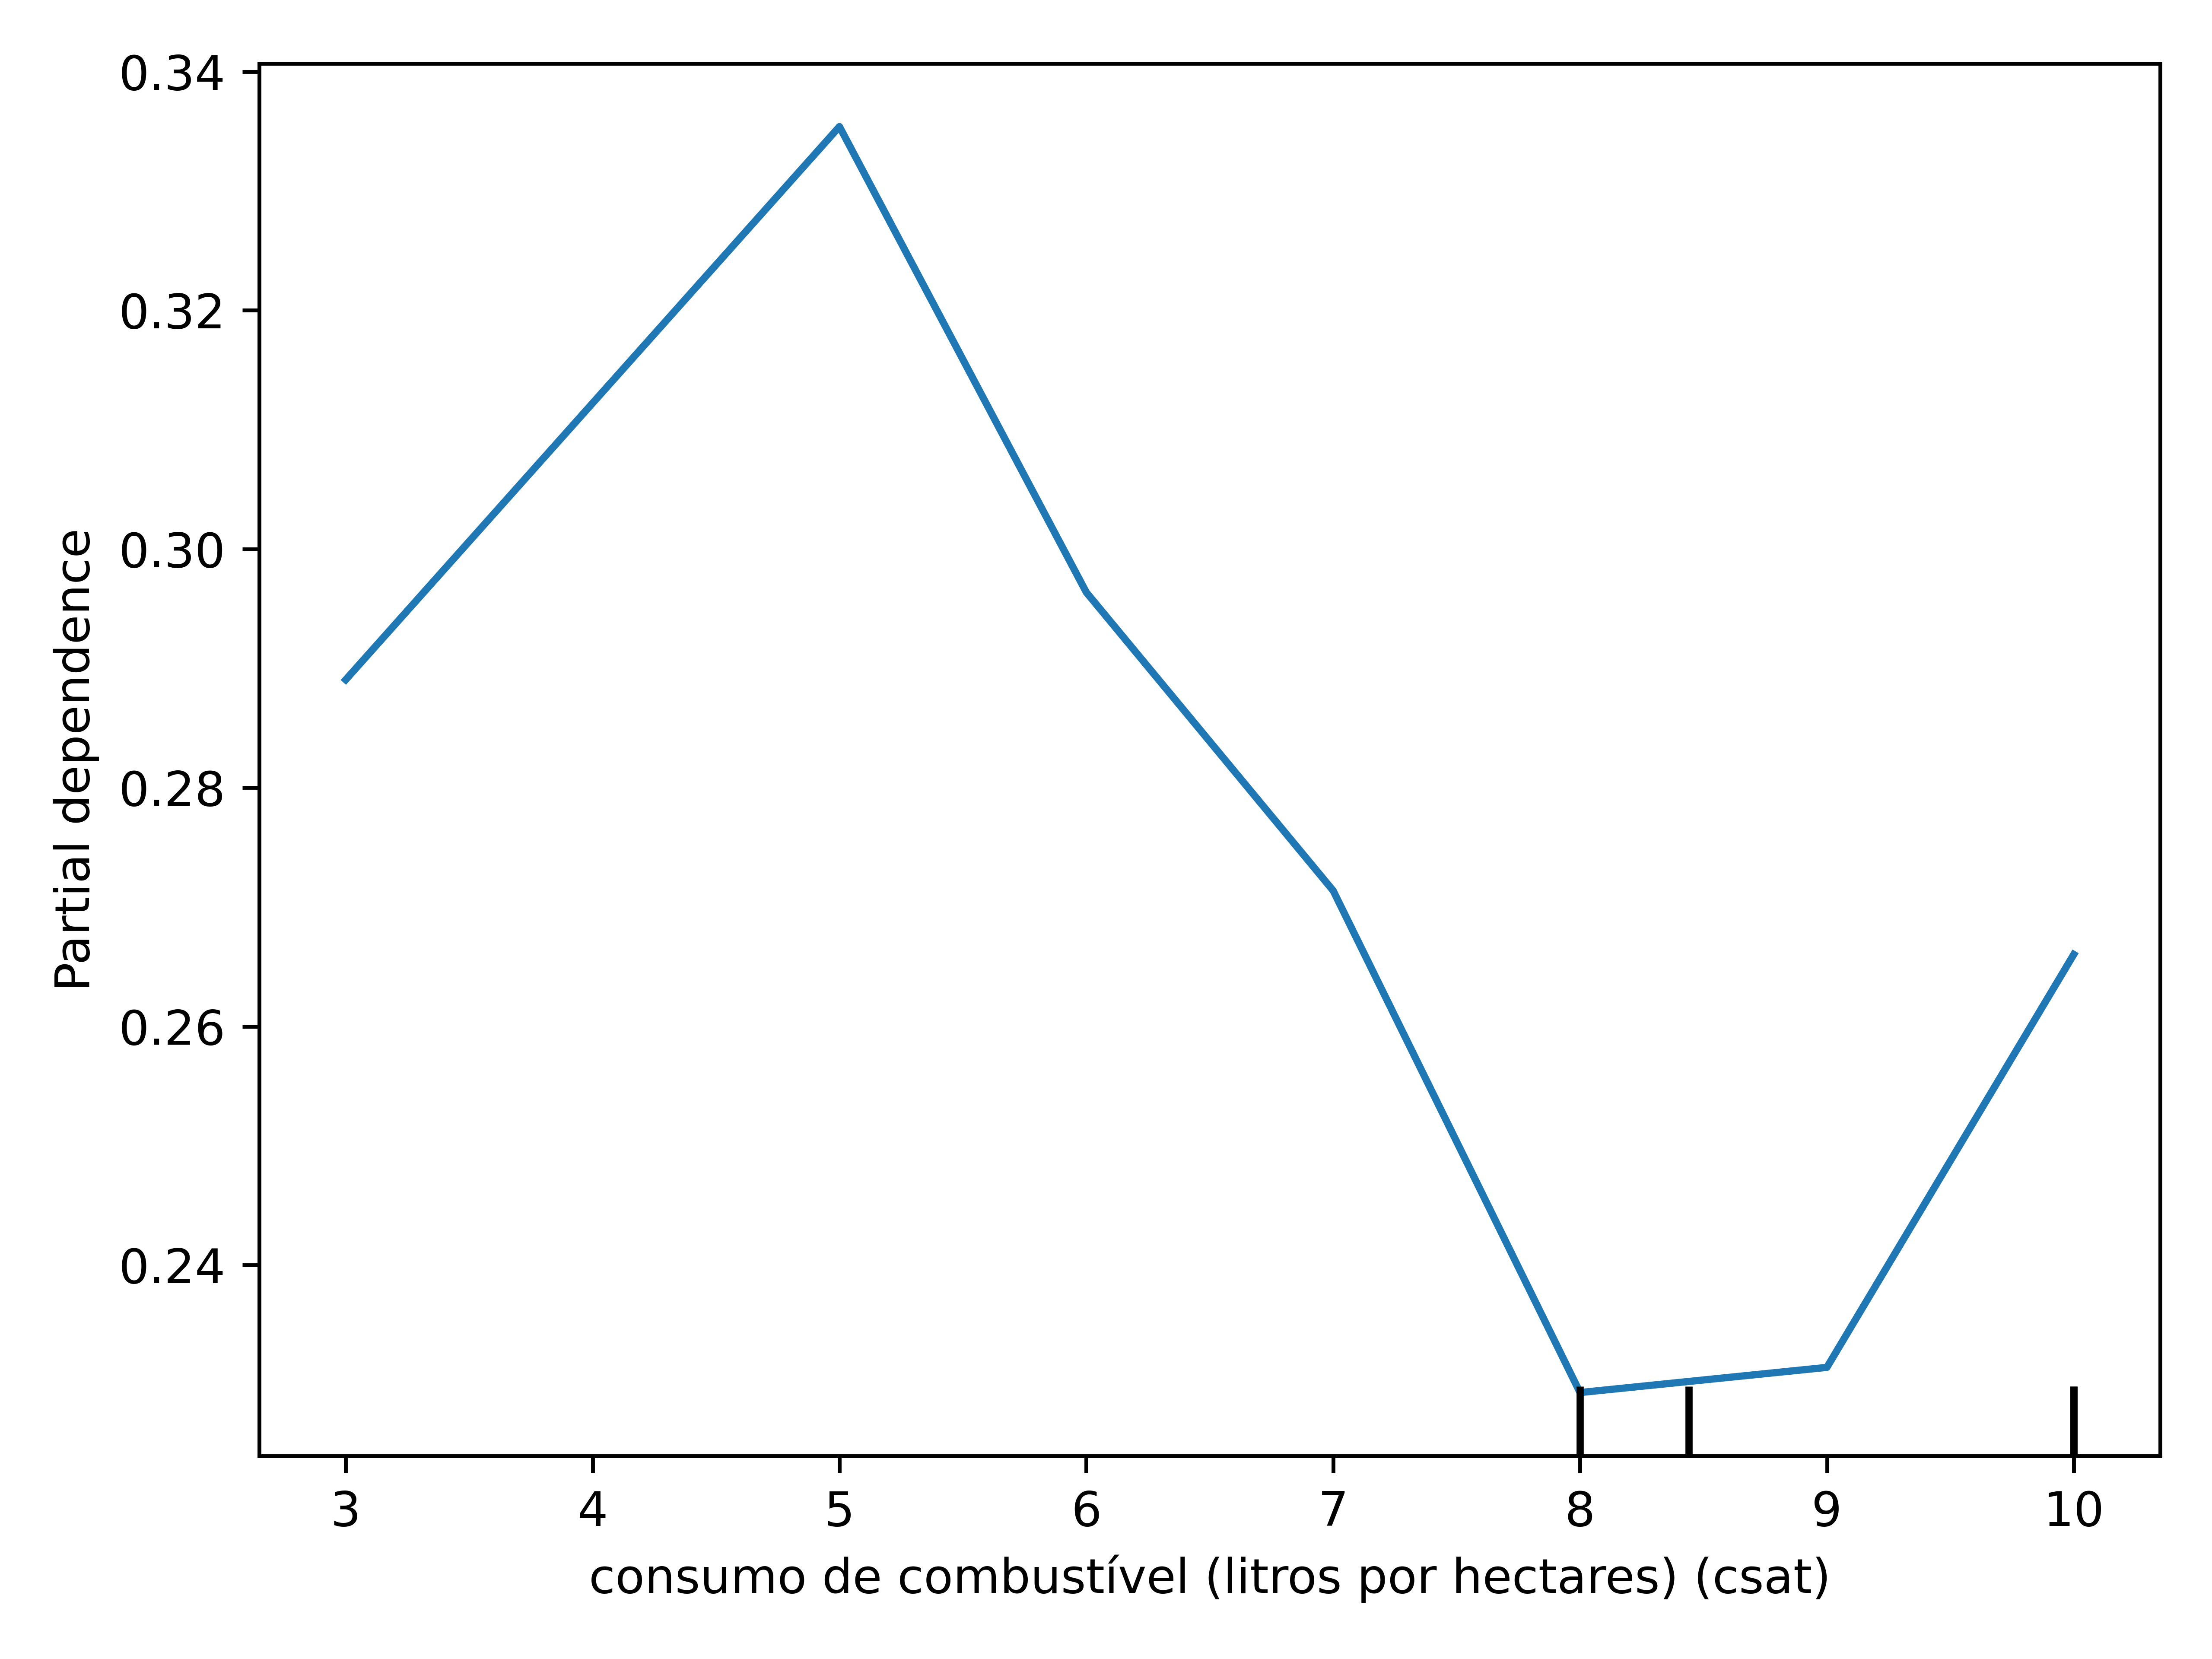 0.34
0.32
0.30
0.28
0.26
0.24
Partial dependence
3 4 5 6 7 8 9 10
consumo de combustível (litros por hectares) (csat)